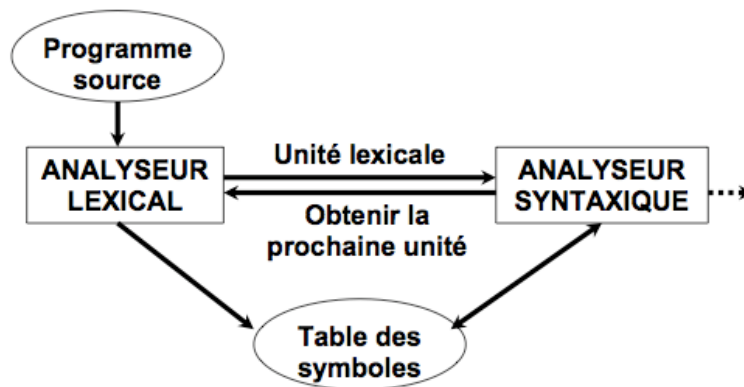 Programme
source
ANALYSEUR
LEXICAL
Unité lexicale
Obtenir la
prochaine unité
ANALYSEUR
SYNTAXIQUE
Table des
symboles